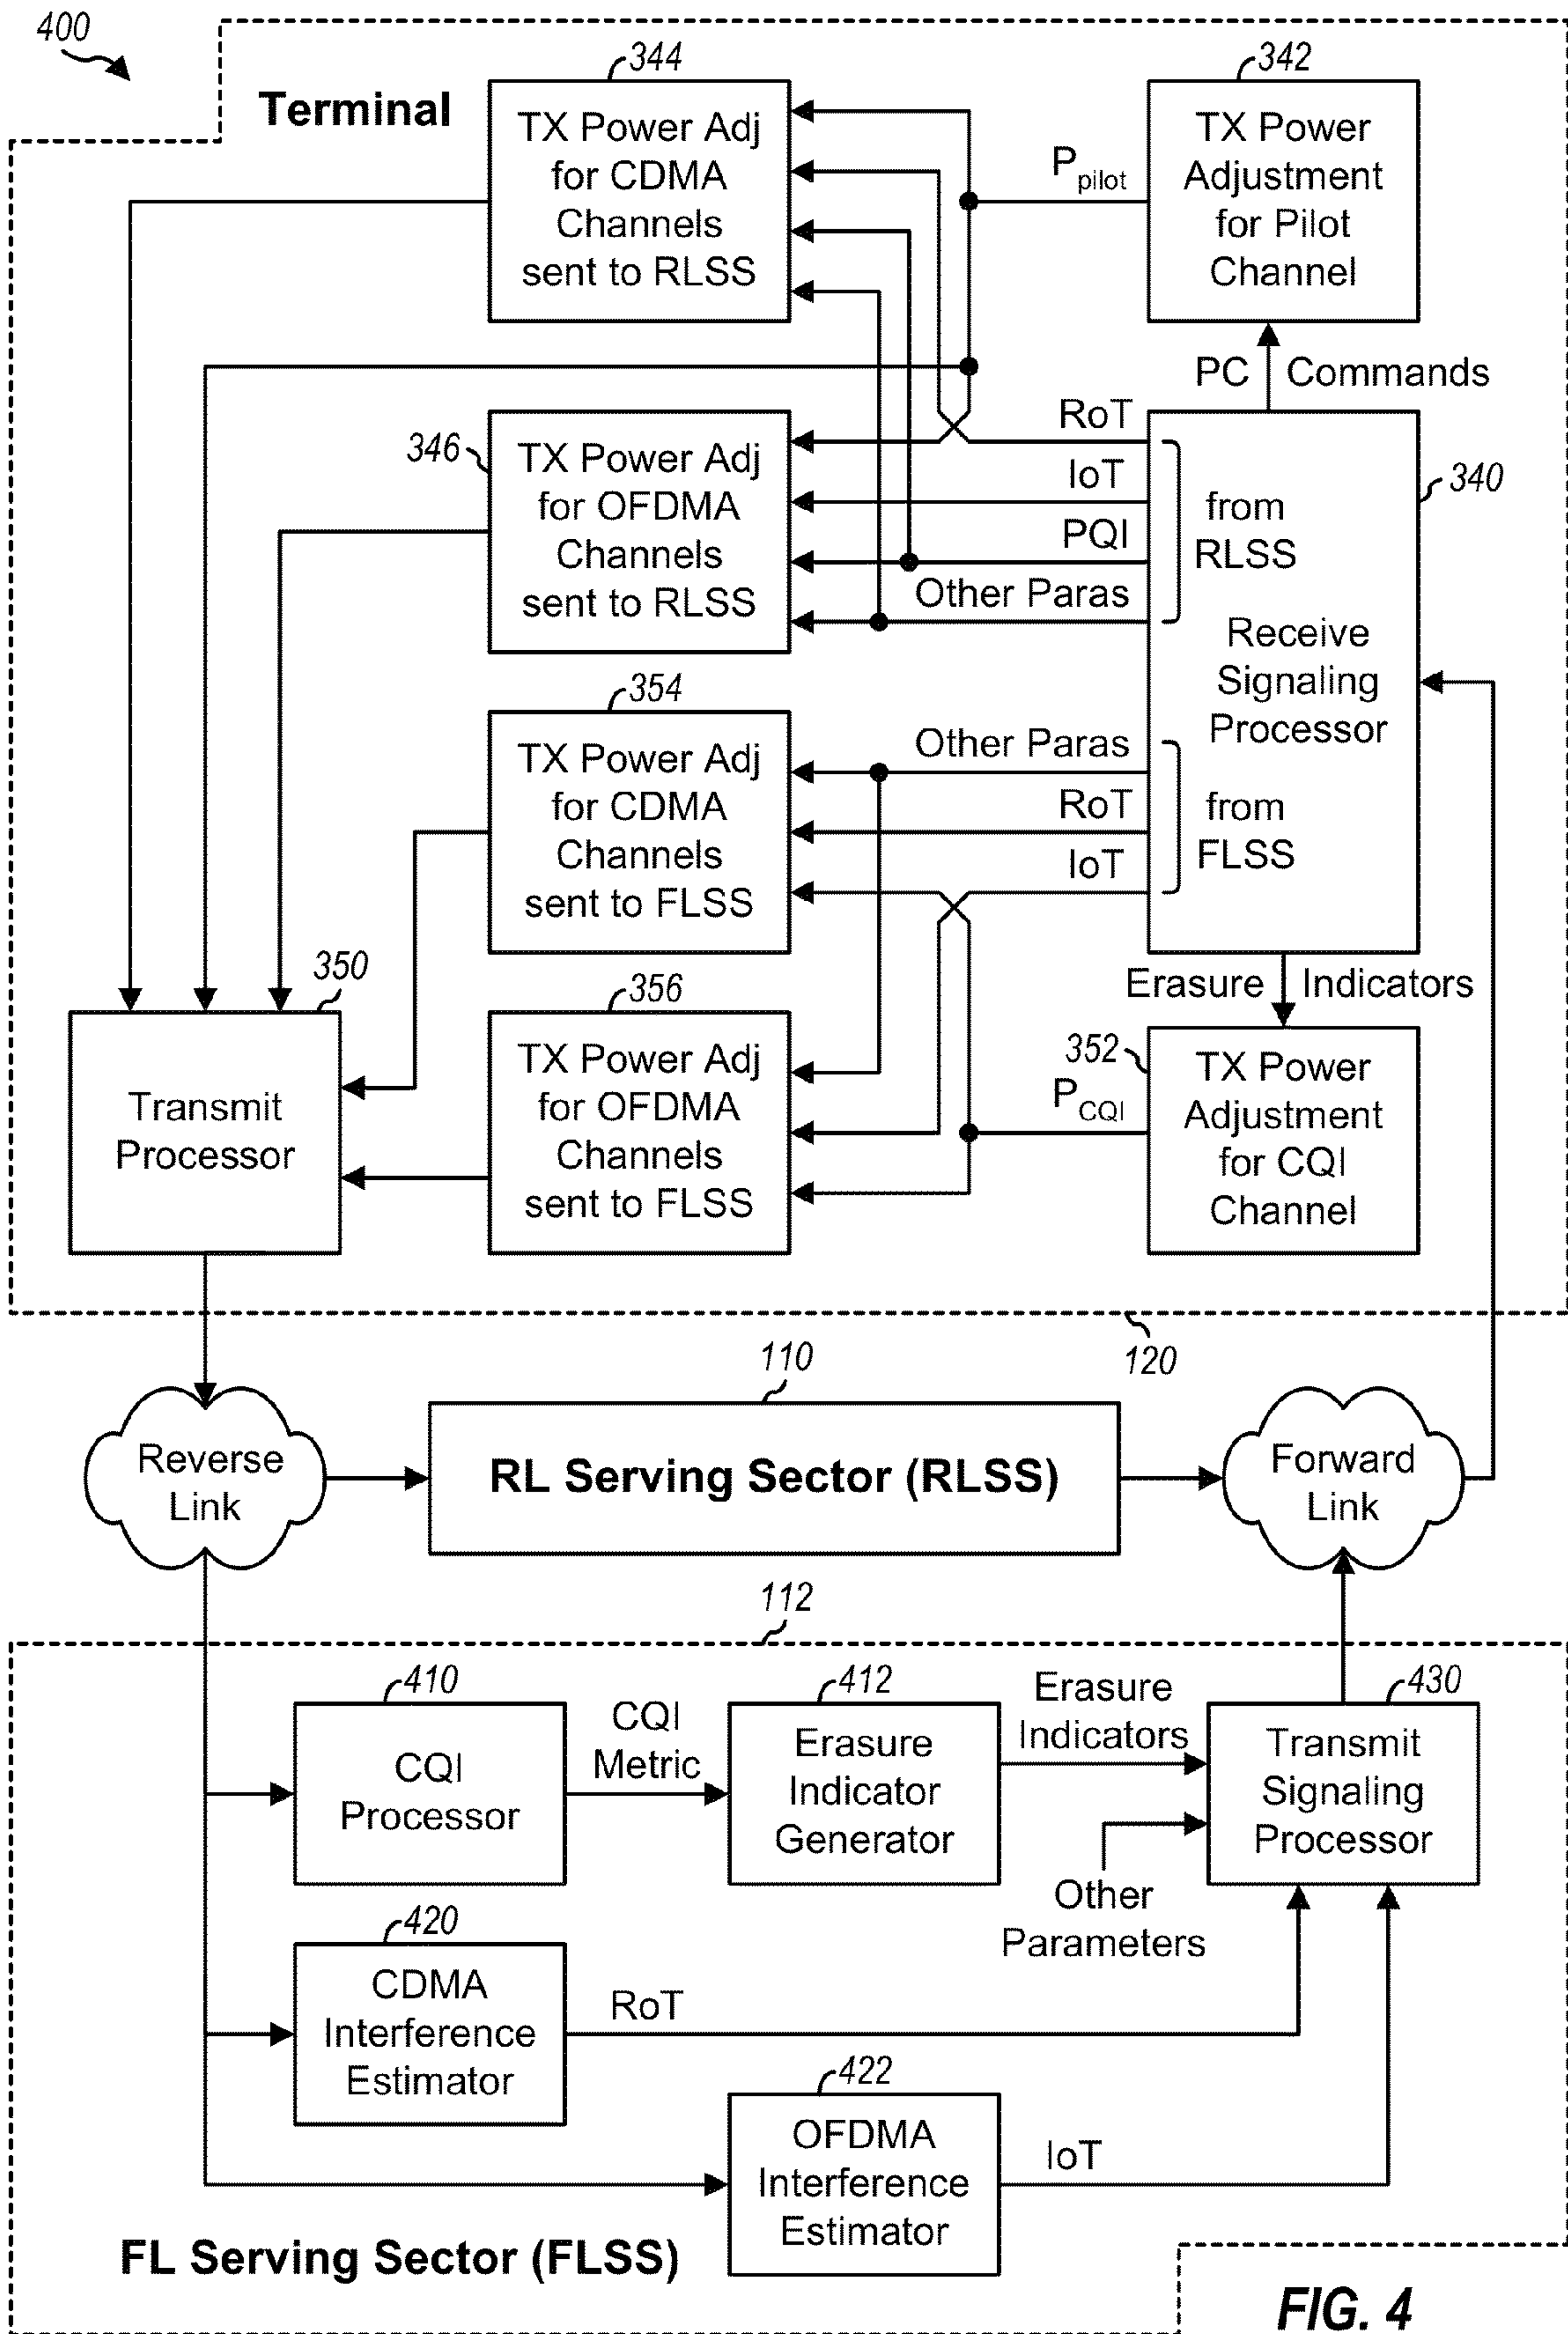 400
Terminal
344
TX Power Adj
for CDMA
Channels
sent to RLSS
342
TX Power
Adjustment
for Pilot
Channel
Ppilot
PC Commands
346
TX Power Adj
for OFDMA
Channels
sent to RLSS
RoT
IoT
PQI
Other Paras
from
RLSS
340
Receive
Signaling
Processor
354
TX Power Adj
for CDMA
Channels
sent to FLSS
Other Paras
RoT
IoT
from
FLSS
Erasure Indicators
350
Transmit
Processor
356
TX Power Adj
for OFDMA
Channels
sent to FLSS
352
PCQI
TX Power
Adjustment
for CQI
Channel
120
Reverse
Link
110
RL Serving Sector (RLSS)
Forward
Link
112
410
CQI
Processor
CQI
Metric
412
Erasure
Indicator
Generator
Erasure
Indicators
430
Transmit
Signaling
Processor
Other
Parameters
420
CDMA
Interference
Estimator
RoT
422
OFDMA
Interference
Estimator
IoT
FL Serving Sector (FLSS)
FIG. 4